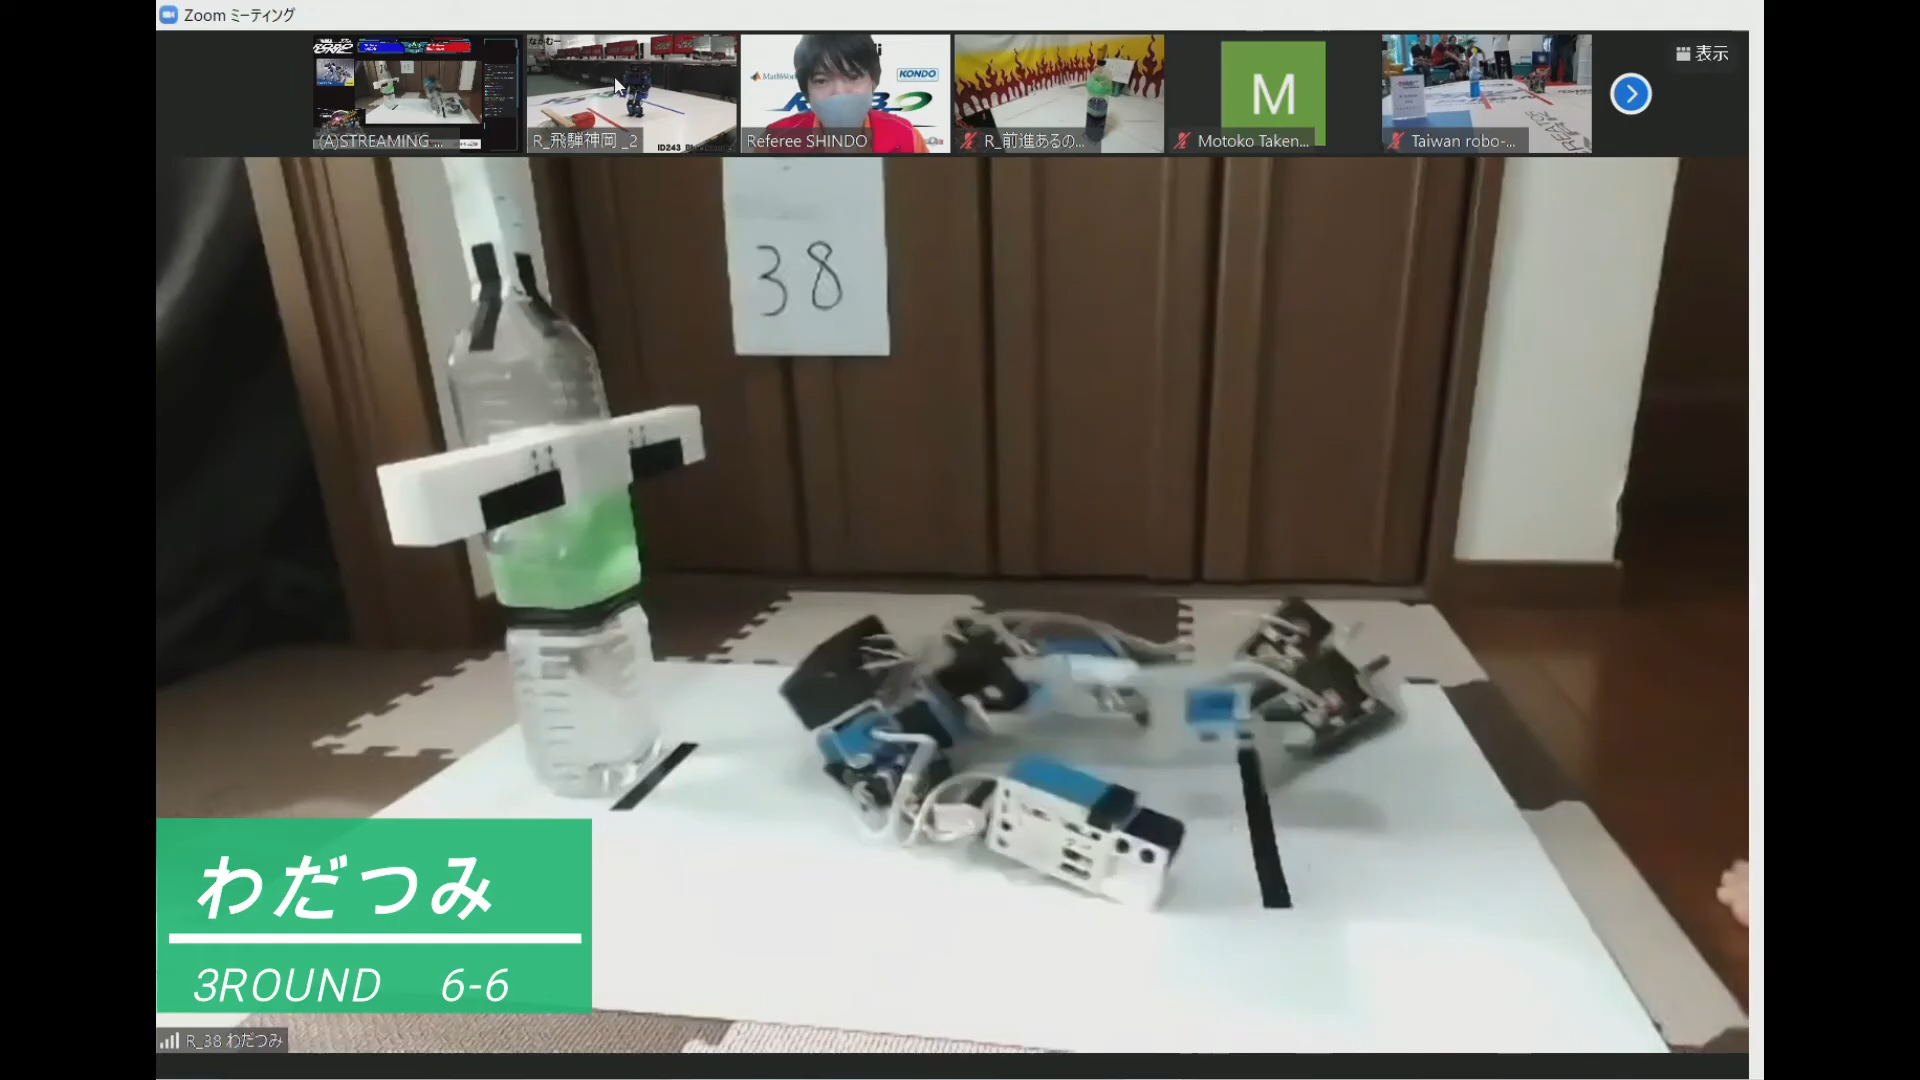 Zoom ミーティング
(A)STREAMING ...
R_飛騨神岡 _2
ID243
KONDO
Referee SHINDO
R_前進あるの...
M
Motoko Taken...
Taiwan robo-...
表示
38
わだつみ
3ROUND 6-6
R_38 わだつみ